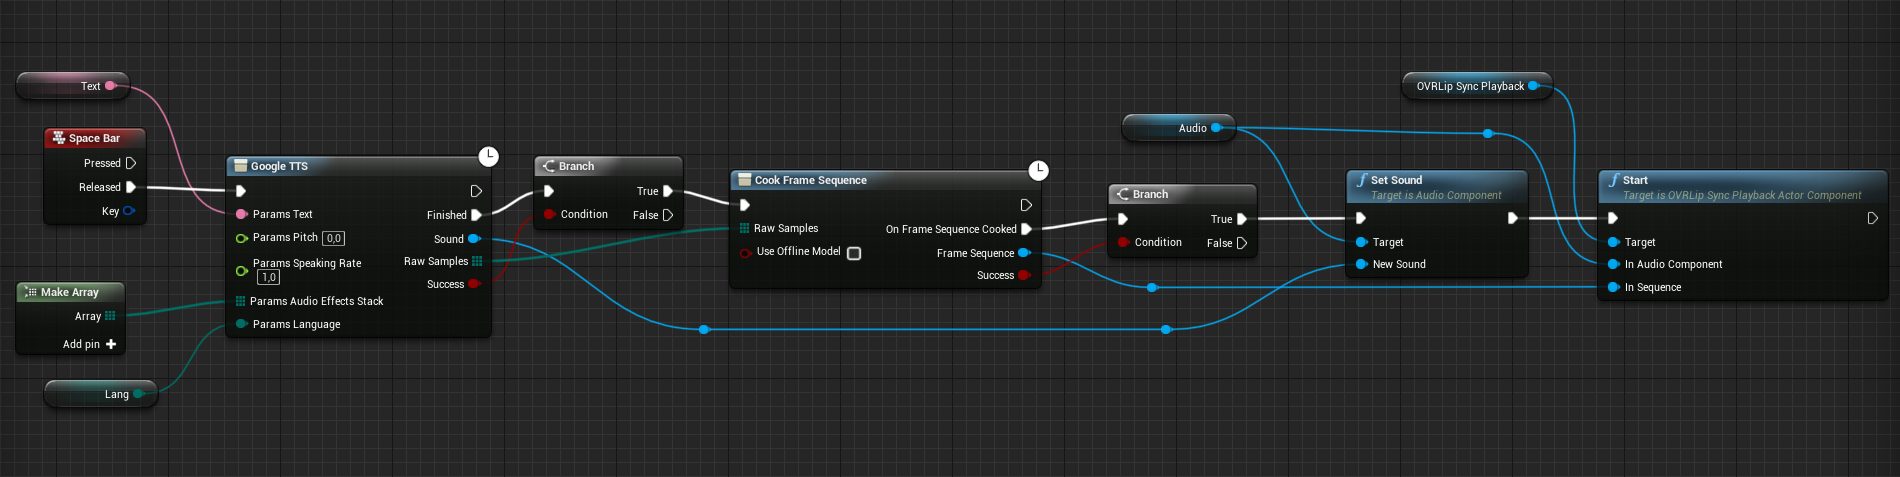 Text
Space Bar
Pressed
Released
Key
Make Array
Array
Add pin
Lang
Google TTS
Params Text
Finished
Params Pitch 0,0
Sound
Params Speaking Rate
1,0
Raw Samples
Success
Params Audio Effects Stack
Params Language
Branch
True
Condition
False
Cook Frame Sequence
Raw Samples
On Frame Sequence Cooked
Use Offline Model
Frame Sequence
Success
Branch
True
Condition
False
Audio
OVRLip Sync Playback
Set Sound
Target is Audio Component
Target
New Sound
Start
Target is OVRLip Sync Playback Actor Component
Target
In Audio Component
In Sequence